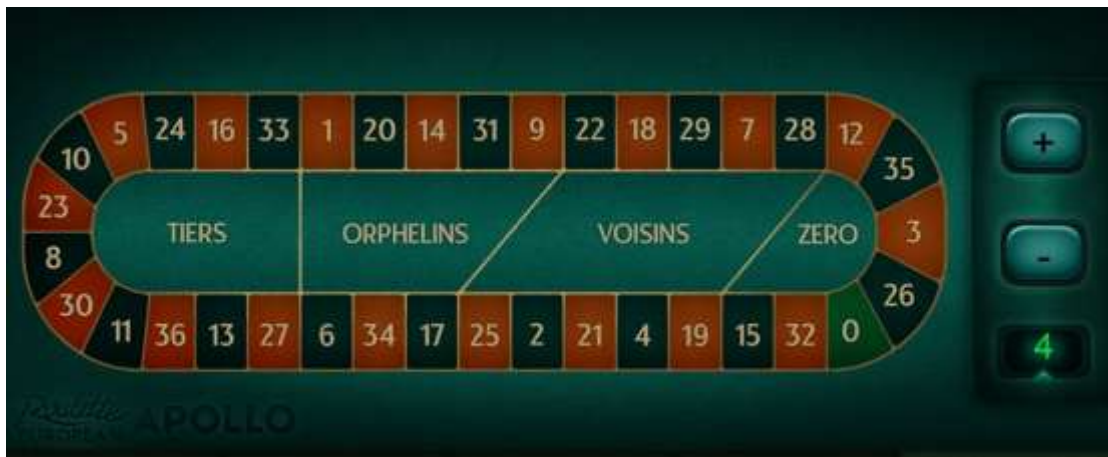 5 24 16 33 1 20 14 31 9 22 18 29 7 28 12
10 35
23 TIERS ORPHELINS VOISINS ZERO 3
8 26
30 11 36 13 27 6 34 17 25 2 21 4 19 15 32 0
+
-
4
Roulette
EUROPEAN APOLLO